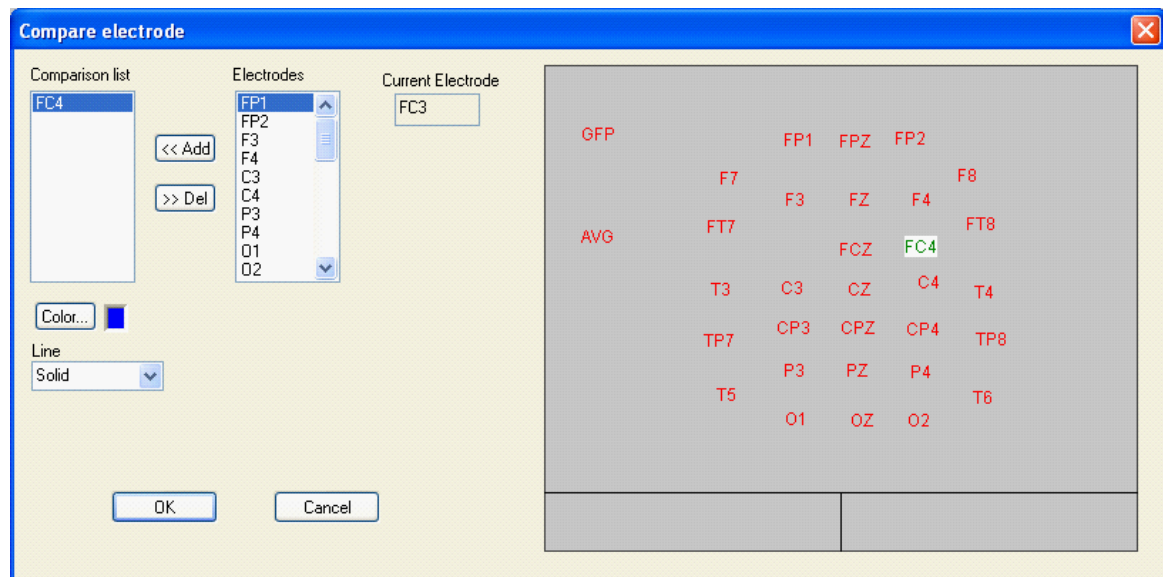 Compare electrode
Comparison list
FC4
<< Add
>> Del
Electrodes
FP1
FP2
F3
F4
C3
C4
P3
P4
O1
O2
Current Electrode
FC3
Color...
Line
Solid
OK
Cancel
GFP FP1 FPZ FP2
F7 F8
F3 FZ F4
FT7 FT8
AVG FCZ FC4
T3 C3 CZ C4 T4
TP7 CP3 CPZ CP4 TP8
P3 PZ P4
T5 T6
O1 OZ O2